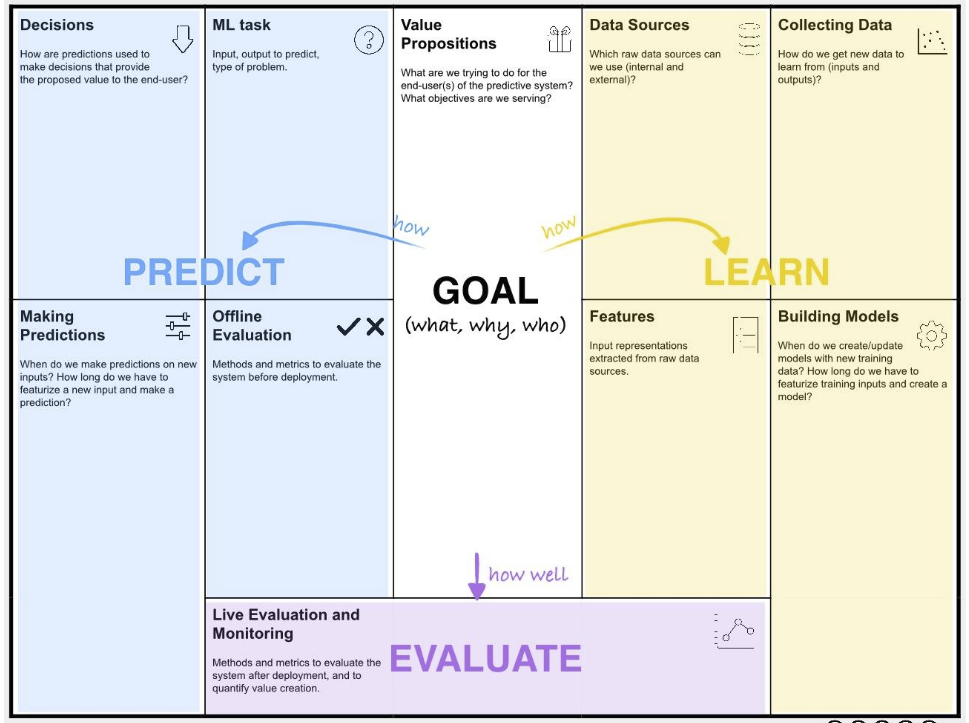 Decisions
How are predictions used to
make decisions that provide
the proposed value to the end-user?
ML task
Input, output to predict,
type of problem.
Value
Propositions
What are we trying to do for the
end-user(s) of the predictive system?
What objectives are we serving?
Data Sources
Which raw data sources can
we use (internal and
external)?
Collecting Data
How do we get new data to
learn from (inputs and
outputs)?
how
how
PREDICT
LEARN
GOAL
(what, why, who)
Making
Predictions
When do we make predictions on new
inputs? How long do we have to
featurize a new input and make a
prediction?
Offline
Evaluation
Methods and metrics to evaluate the
system before deployment.
Features
Input representations
extracted from raw data
sources.
Building Models
When do we create/update
models with new training
data? How long do we have to
featurize training inputs and create a
model?
how well
Live Evaluation and
Monitoring
Methods and metrics to evaluate the
system after deployment, and to
quantify value creation.
EVALUATE